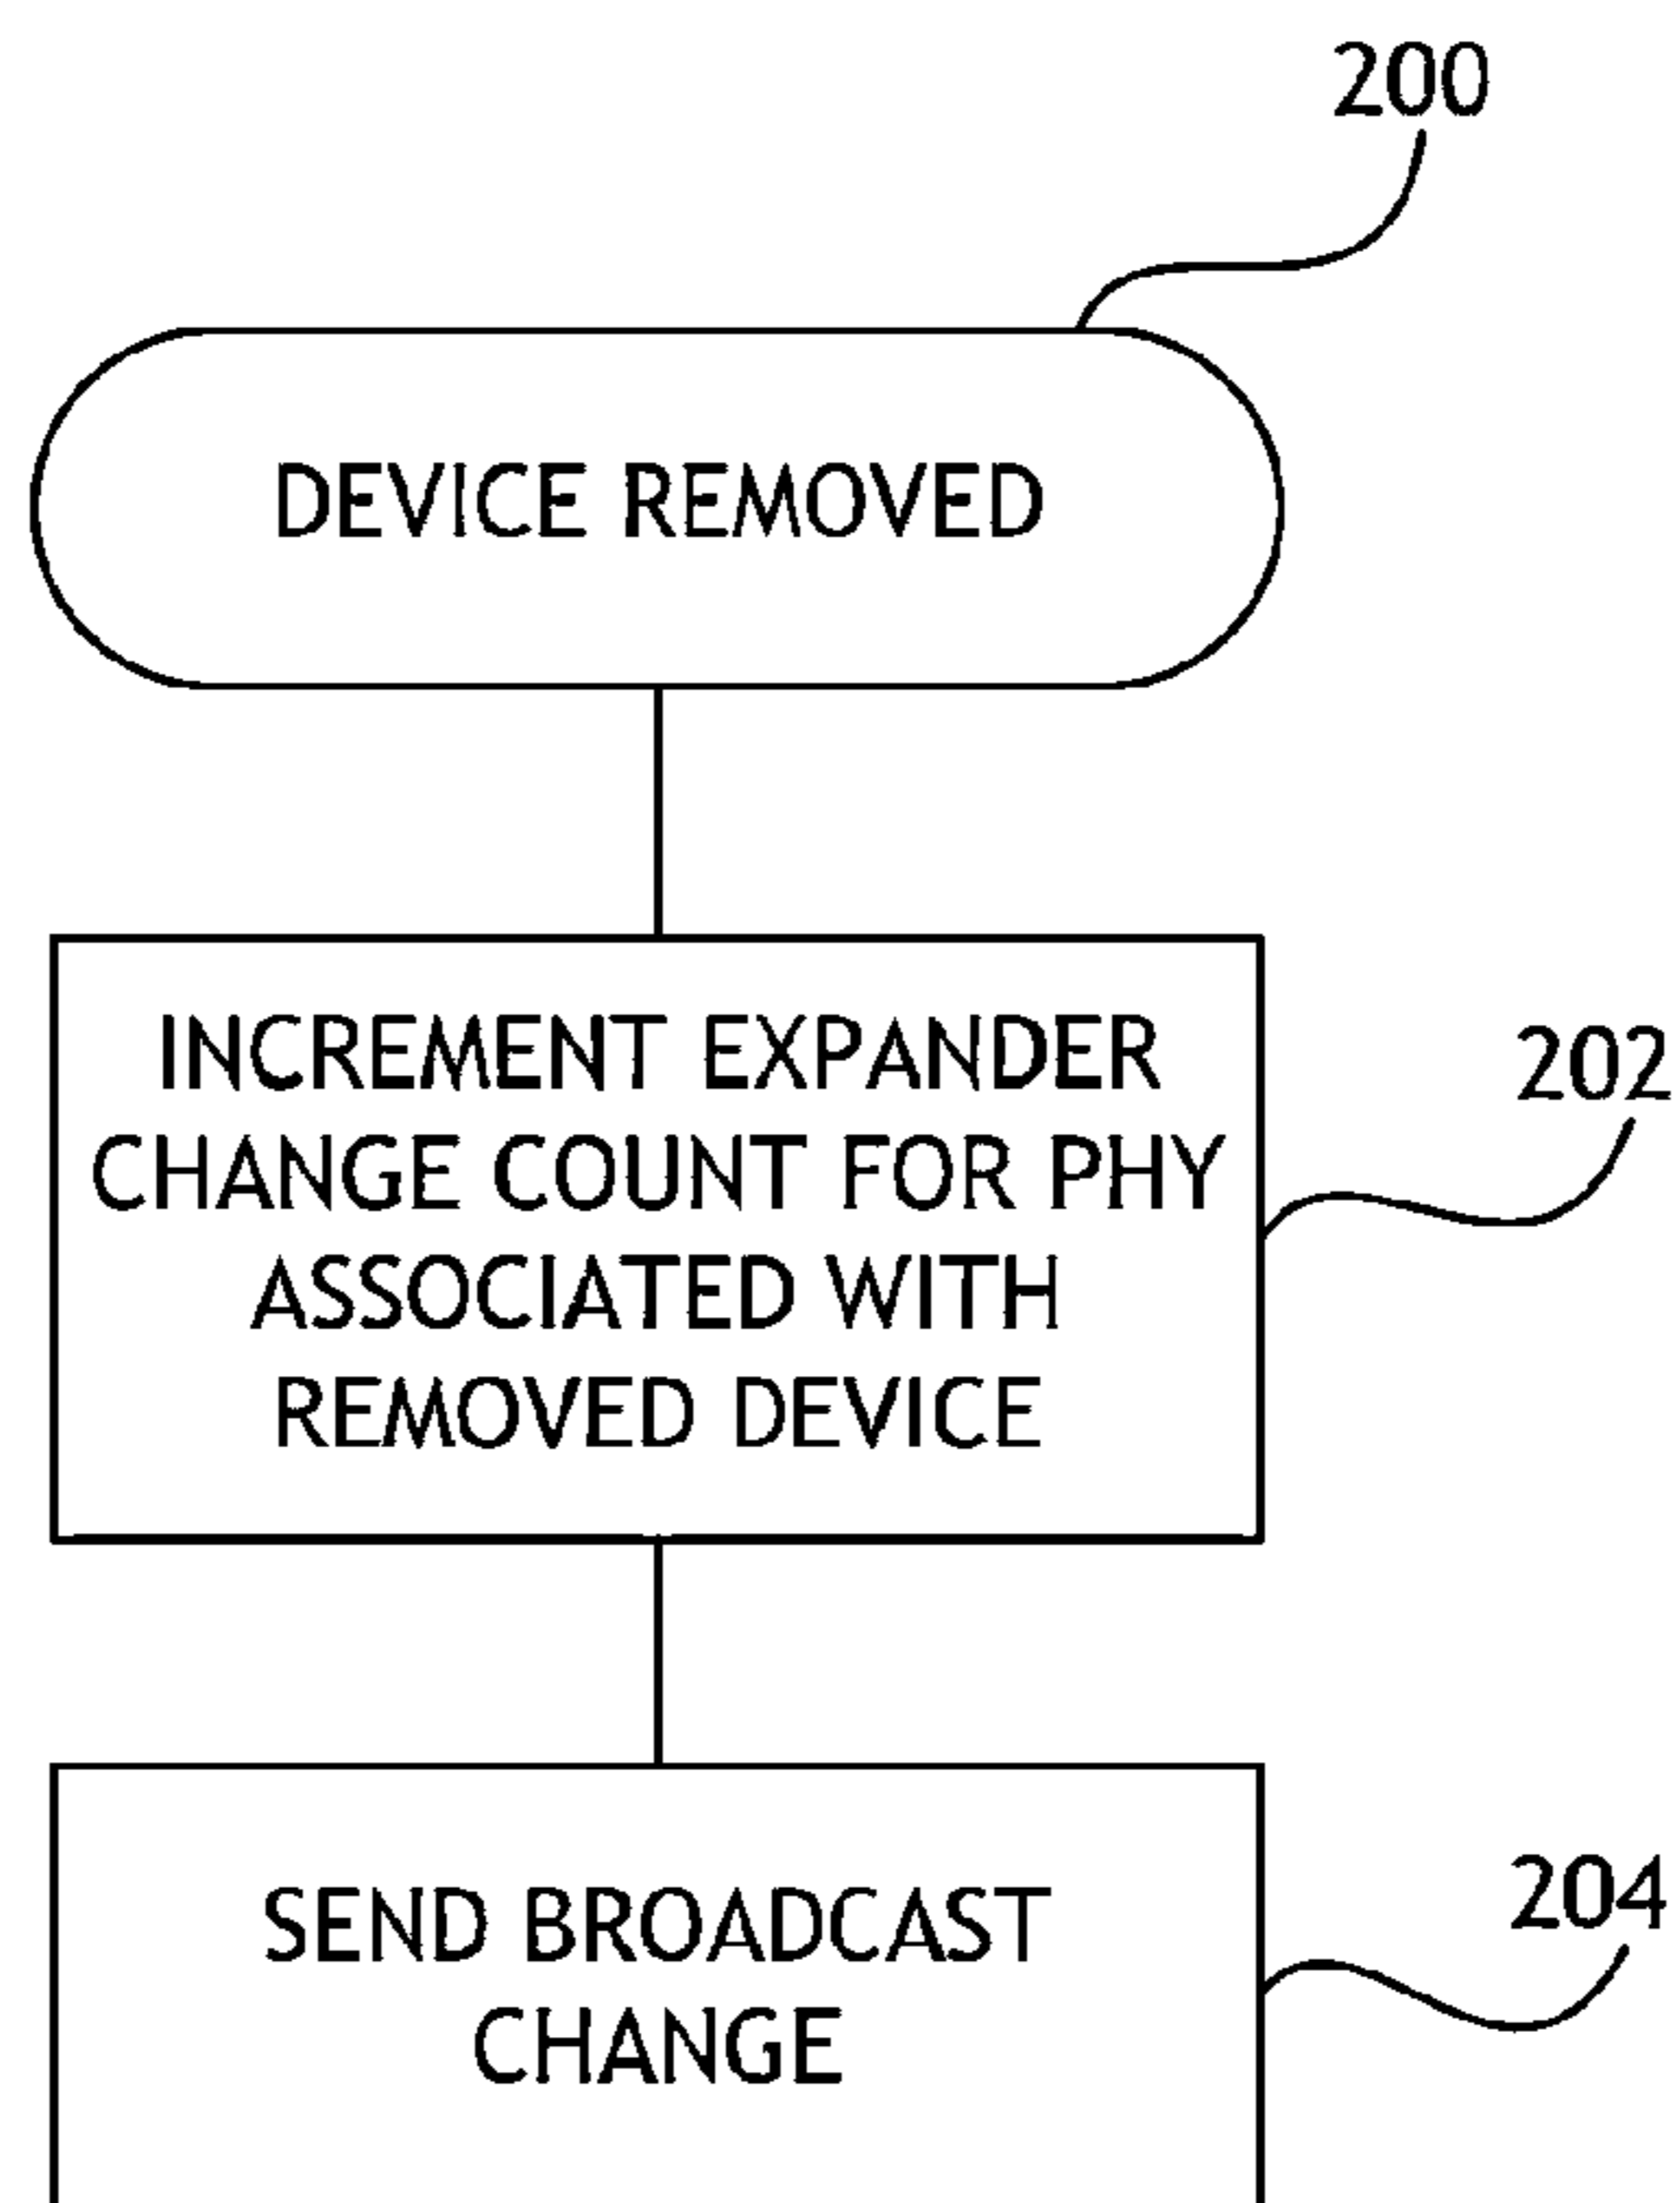 200
DEVICE REMOVED
INCREMENT EXPANDER
CHANGE COUNT FOR PHY
ASSOCIATED WITH
REMOVED DEVICE
202
SEND BROADCAST
CHANGE
204